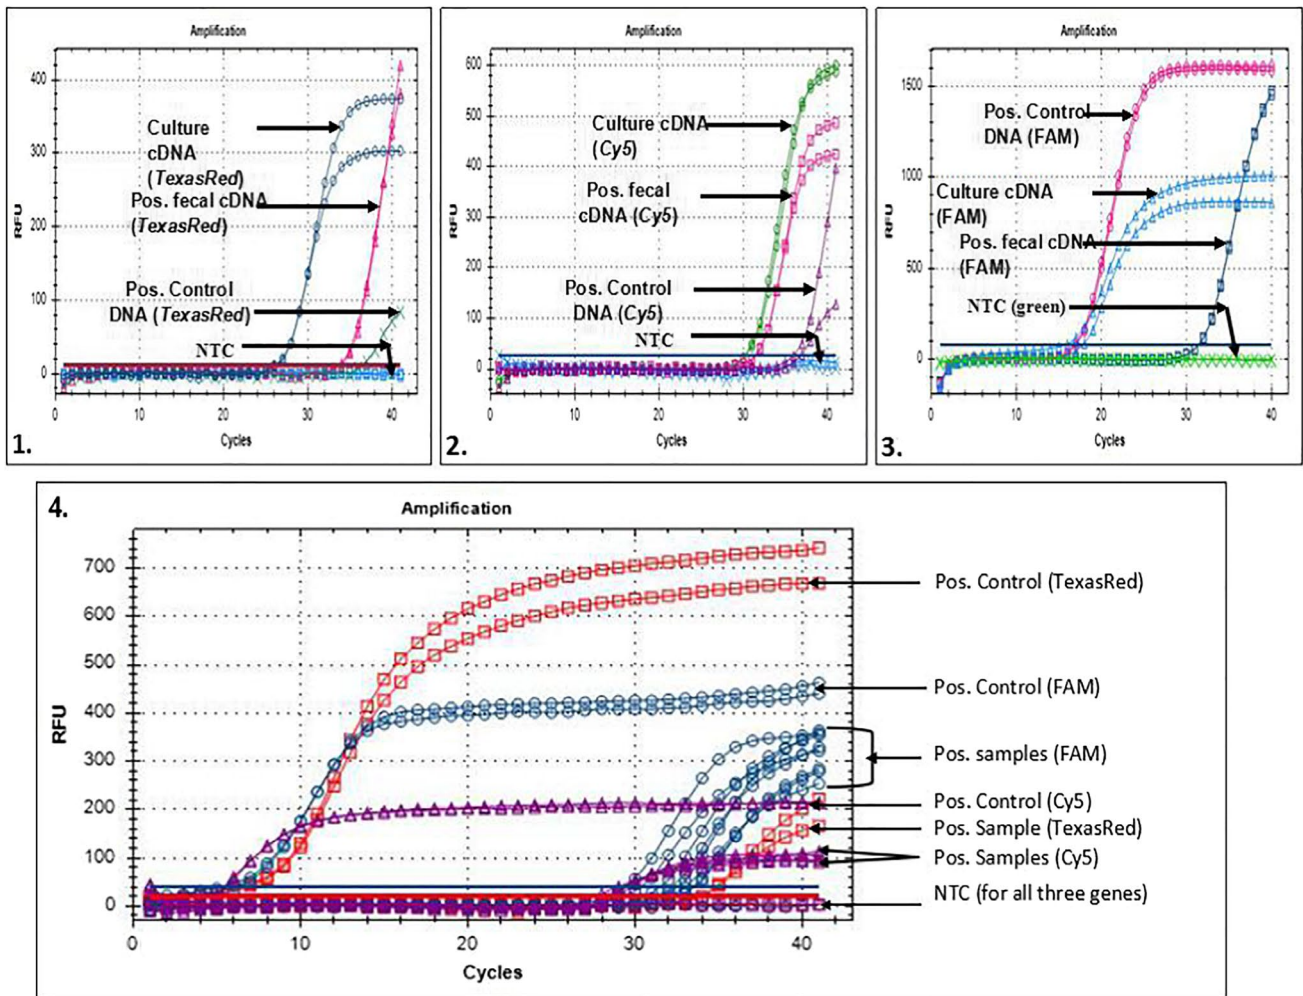 Amplification
400
300
200
100
0
RFU
Culture
cDNA
(TexasRed)
Pos. fecal cDNA
(TexasRed)
Pos. Control
DNA (TexasRed)
NTC
0
10
20
30
40
Cycles
1.
Amplification
600
500
400
300
200
100
0
RFU
Culture cDNA
(Cy5)
Pos. fecal
cDNA (Cy5)
Pos. Control
DNA (Cy5)
NTC
0
10
20
30
40
Cycles
2.
Amplification
1500
1000
500
0
RFU
Pos. Control
DNA (FAM)
Culture cDNA
(FAM)
Pos. fecal cDNA
(FAM)
NTC (green)
0
10
20
30
40
Cycles
3.
4.
Amplification
700
600
500
400
300
200
100
0
RFU
0
10
20
30
40
Cycles
Pos. Control (TexasRed)
Pos. Control (FAM)
Pos. samples (FAM)
Pos. Control (Cy5)
Pos. Sample (TexasRed)
Pos. Samples (Cy5)
NTC (for all three genes)